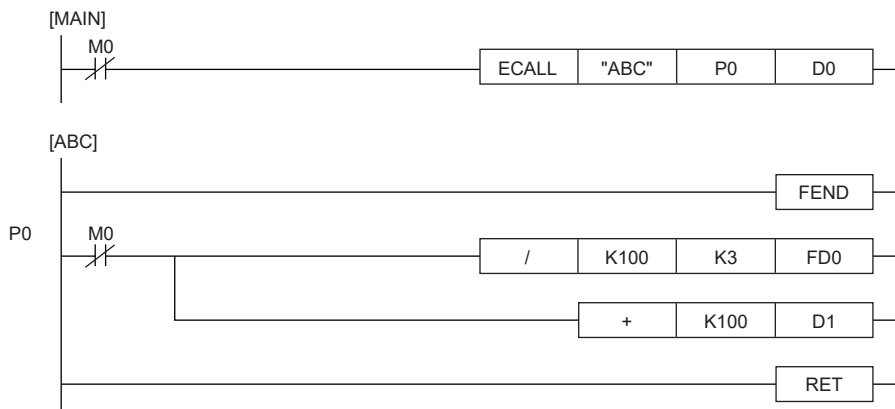 [MAIN]
M0
ECALL "ABC" P0 D0
[ABC]
FEND
P0 M0
/ K100 K3 FD0
+ K100 D1
RET